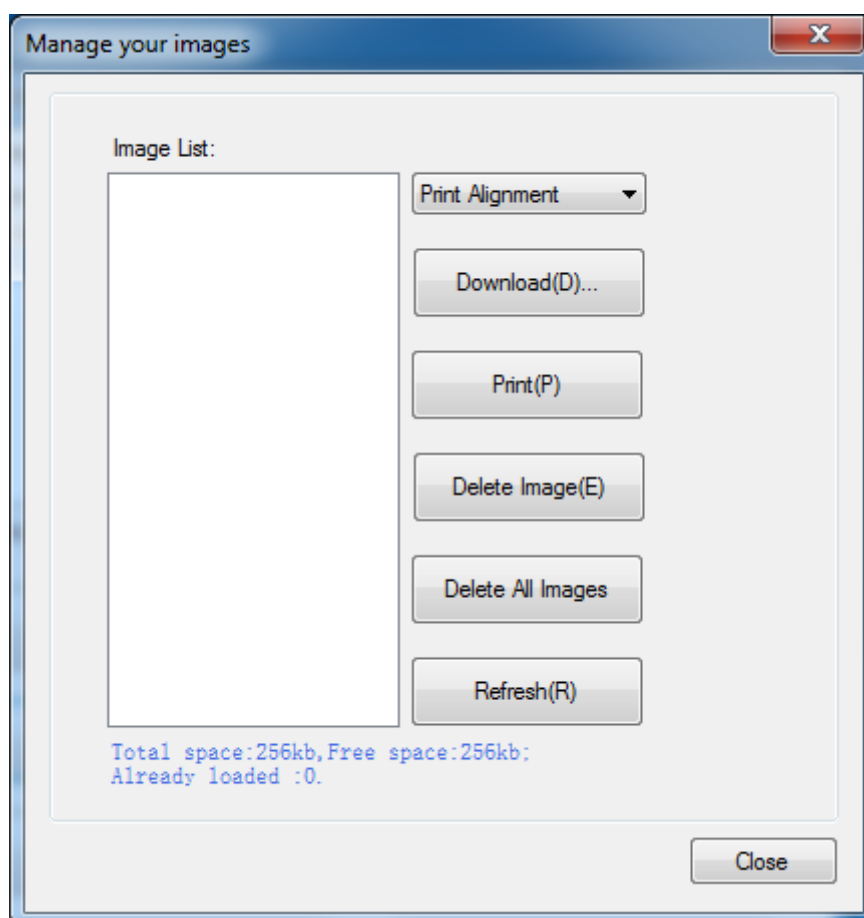 Manage your images
Image List:
Print Alignment
Download(D)...
Print(P)
Delete Image(E)
Delete All Images
Refresh(R)
Total space:256kb,Free space:256kb;
Already loaded :0.
Close